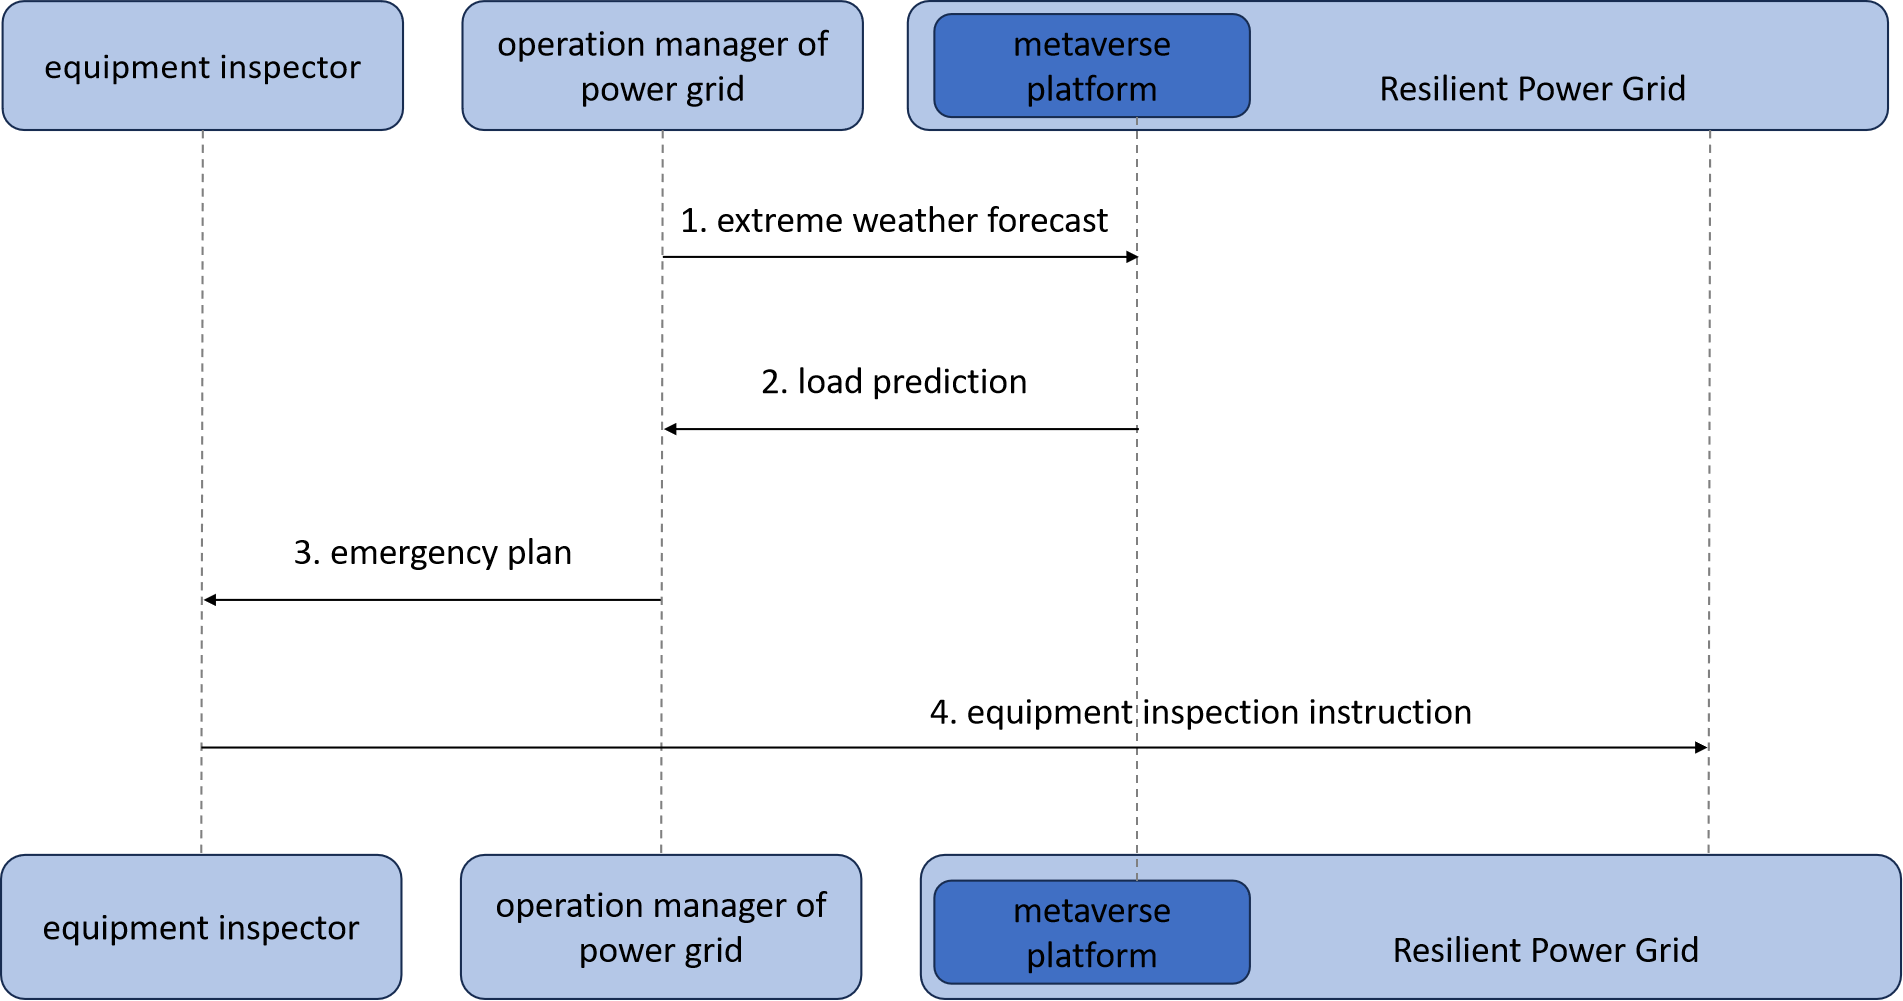 equipment inspector
operation manager of
power grid
metaverse
platform
Resilient Power Grid
1. extreme weather forecast
2. load prediction
3. emergency plan
4. equipment inspection instruction
equipment inspector
operation manager of
power grid
metaverse
platform
Resilient Power Grid